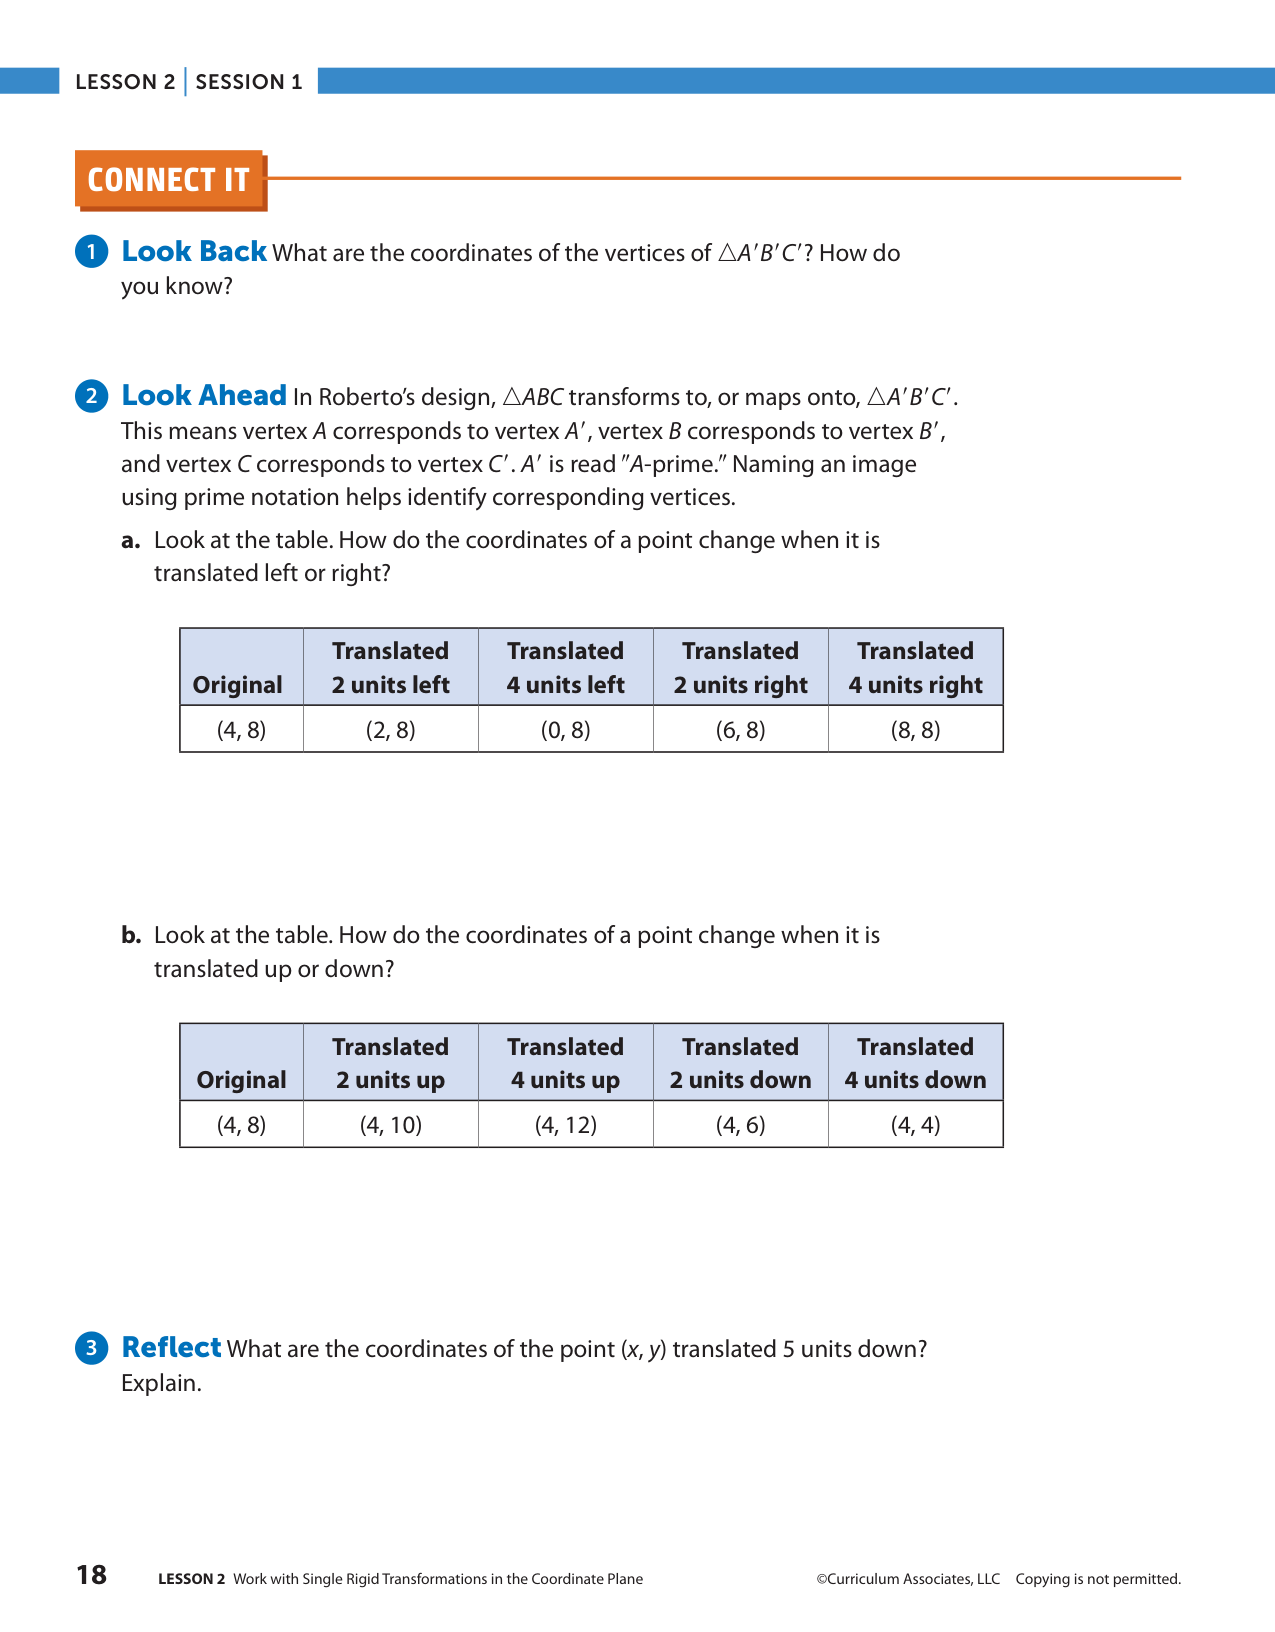 LESSON 2 | SESSION 1
CONNECT IT
1 Look Back What are the coordinates of the vertices of △A′B′C′? How do
you know?
2 Look Ahead In Roberto’s design, △ABC transforms to, or maps onto, △A′B′C′.
This means vertex A corresponds to vertex A′, vertex B corresponds to vertex B′,
and vertex C corresponds to vertex C′. A′ is read ″A-prime.″ Naming an image
using prime notation helps identify corresponding vertices.
a. Look at the table. How do the coordinates of a point change when it is
translated left or right?
Translated Translated Translated Translated
Original 2 units left 4 units left 2 units right 4 units right
(4, 8) (2, 8) (0, 8) (6, 8) (8, 8)
b. Look at the table. How do the coordinates of a point change when it is
translated up or down?
Translated Translated Translated Translated
Original 2 units up 4 units up 2 units down 4 units down
(4, 8) (4, 10) (4, 12) (4, 6) (4, 4)
3 Reflect What are the coordinates of the point (x, y) translated 5 units down?
Explain.
18 LESSON 2 Work with Single Rigid Transformations in the Coordinate Plane ©Curriculum Associates, LLC Copying is not permitted.